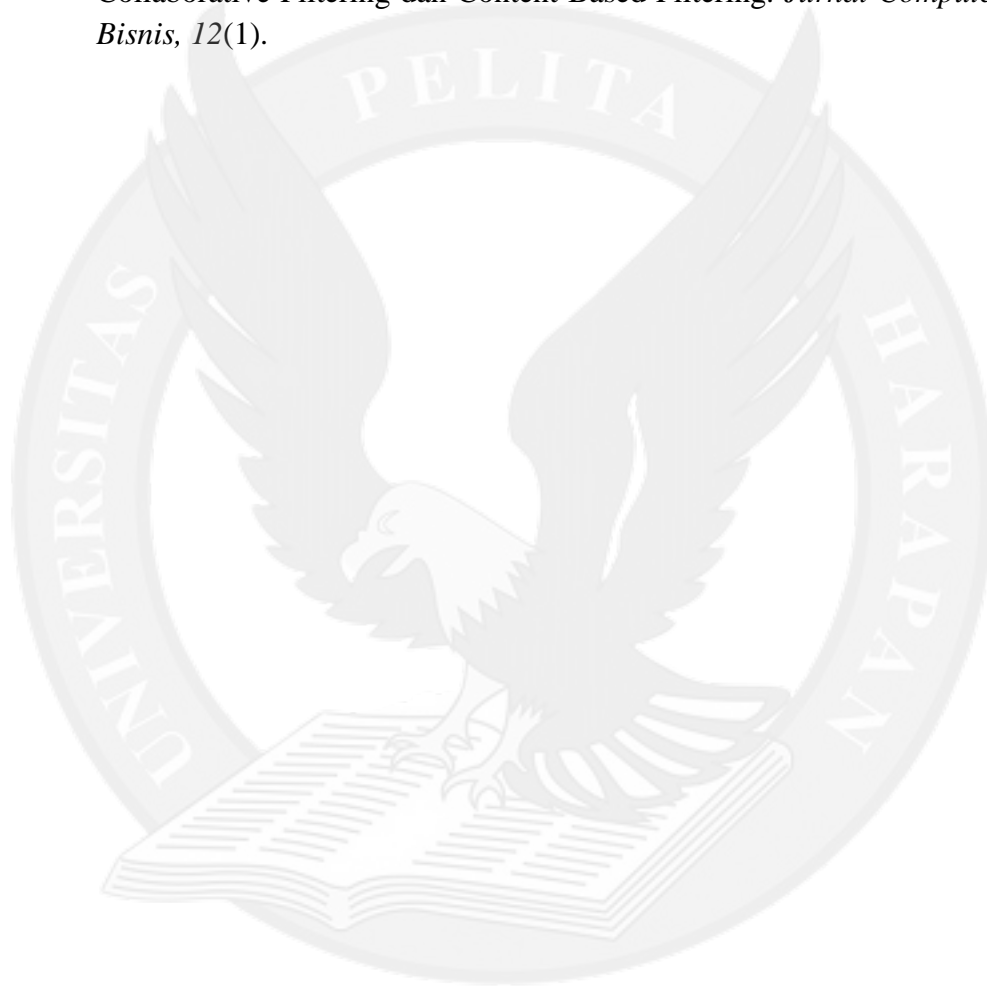 Collaborative Filtering dan Content Based Filtering. Jurnal
Bisnis, 12(1).
PELITA
UNIVERSITAS
HARAPAN